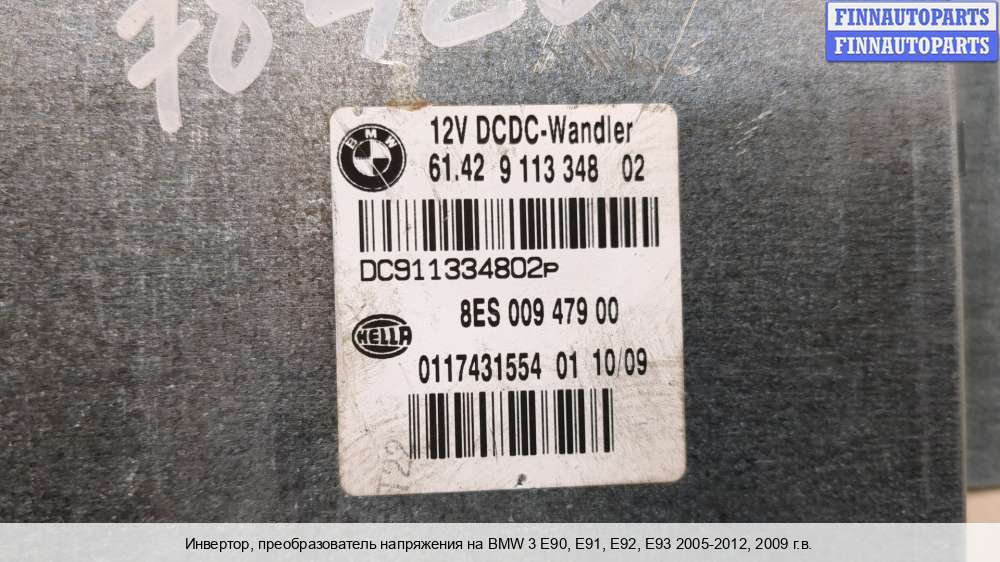 FINNAUTOPARTS
FINNAUTOPARTS
BMW
12V DCDC-Wandler
61.42 9 113 348 02
DC911334802P
8ES 009 479 00
HELLA
0117431554 01 10/09
Инвертор, преобразователь напряжения на BMW 3 E90, E91, E92, E93 2005-2012, 2009 г.в.